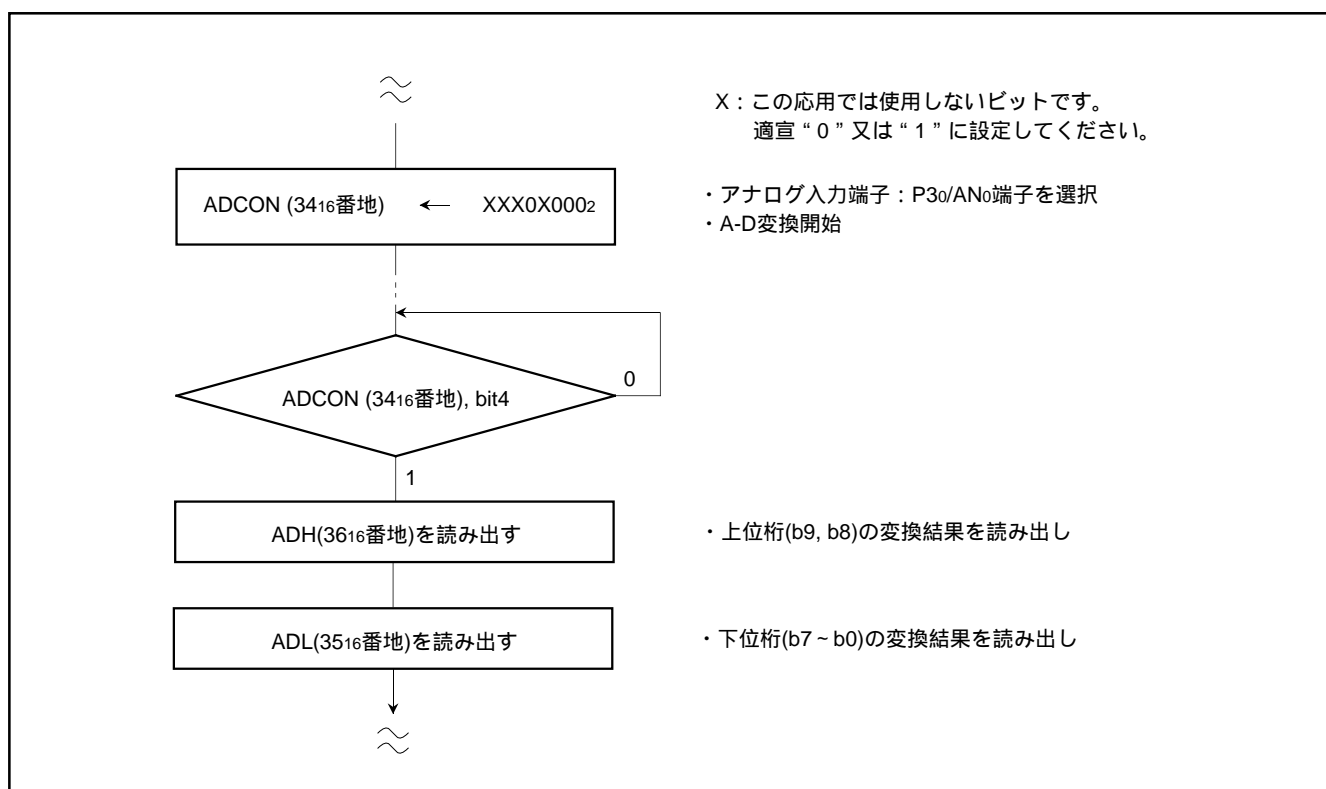 X：この応用では使用しないビットです。
適宜 “ 0 ” 又は “ 1 ” に設定してください。
ADCON (34₁₆番地) ← XXX0X000₂
・アナログ入力端子：P3₀/AN₀端子を選択
・A-D変換開始
ADCON (34₁₆番地), bit4
0
1
ADH(36₁₆番地)を読み出す
・上位桁(b9, b8)の変換結果を読み出し
ADL(35₁₆番地)を読み出す
・下位桁(b7 ~ b0)の変換結果を読み出し